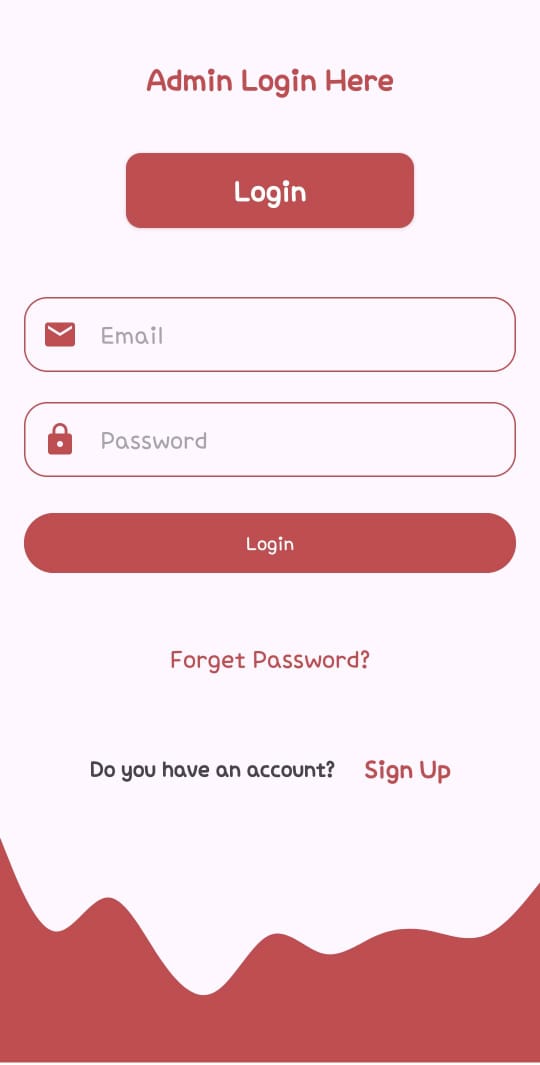 Admin Login Here
Login
Email
Password
Login
Forget Password?
Do you have an account? Sign Up